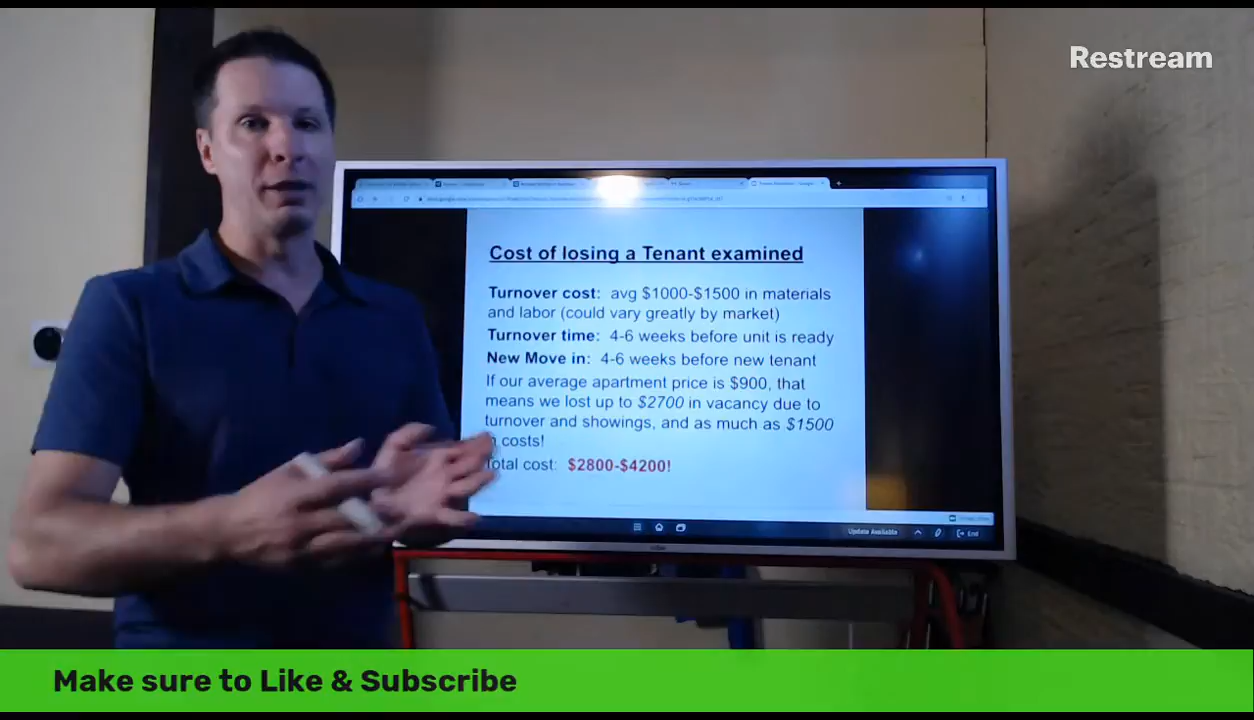 Restream
Cost of losing a Tenant examined
Turnover cost: avg $1000-$1500 in materials
and labor (could vary greatly by market)
Turnover time: 4-6 weeks before unit is ready
New Move in: 4-6 weeks before new tenant
If our average apartment price is $900, that
means we lost up to $2700 in vacancy due to
turnover and showings, and as much as $1500
costs!
Total cost: $2800-$4200!
Update Available
End
Make sure to Like & Subscribe